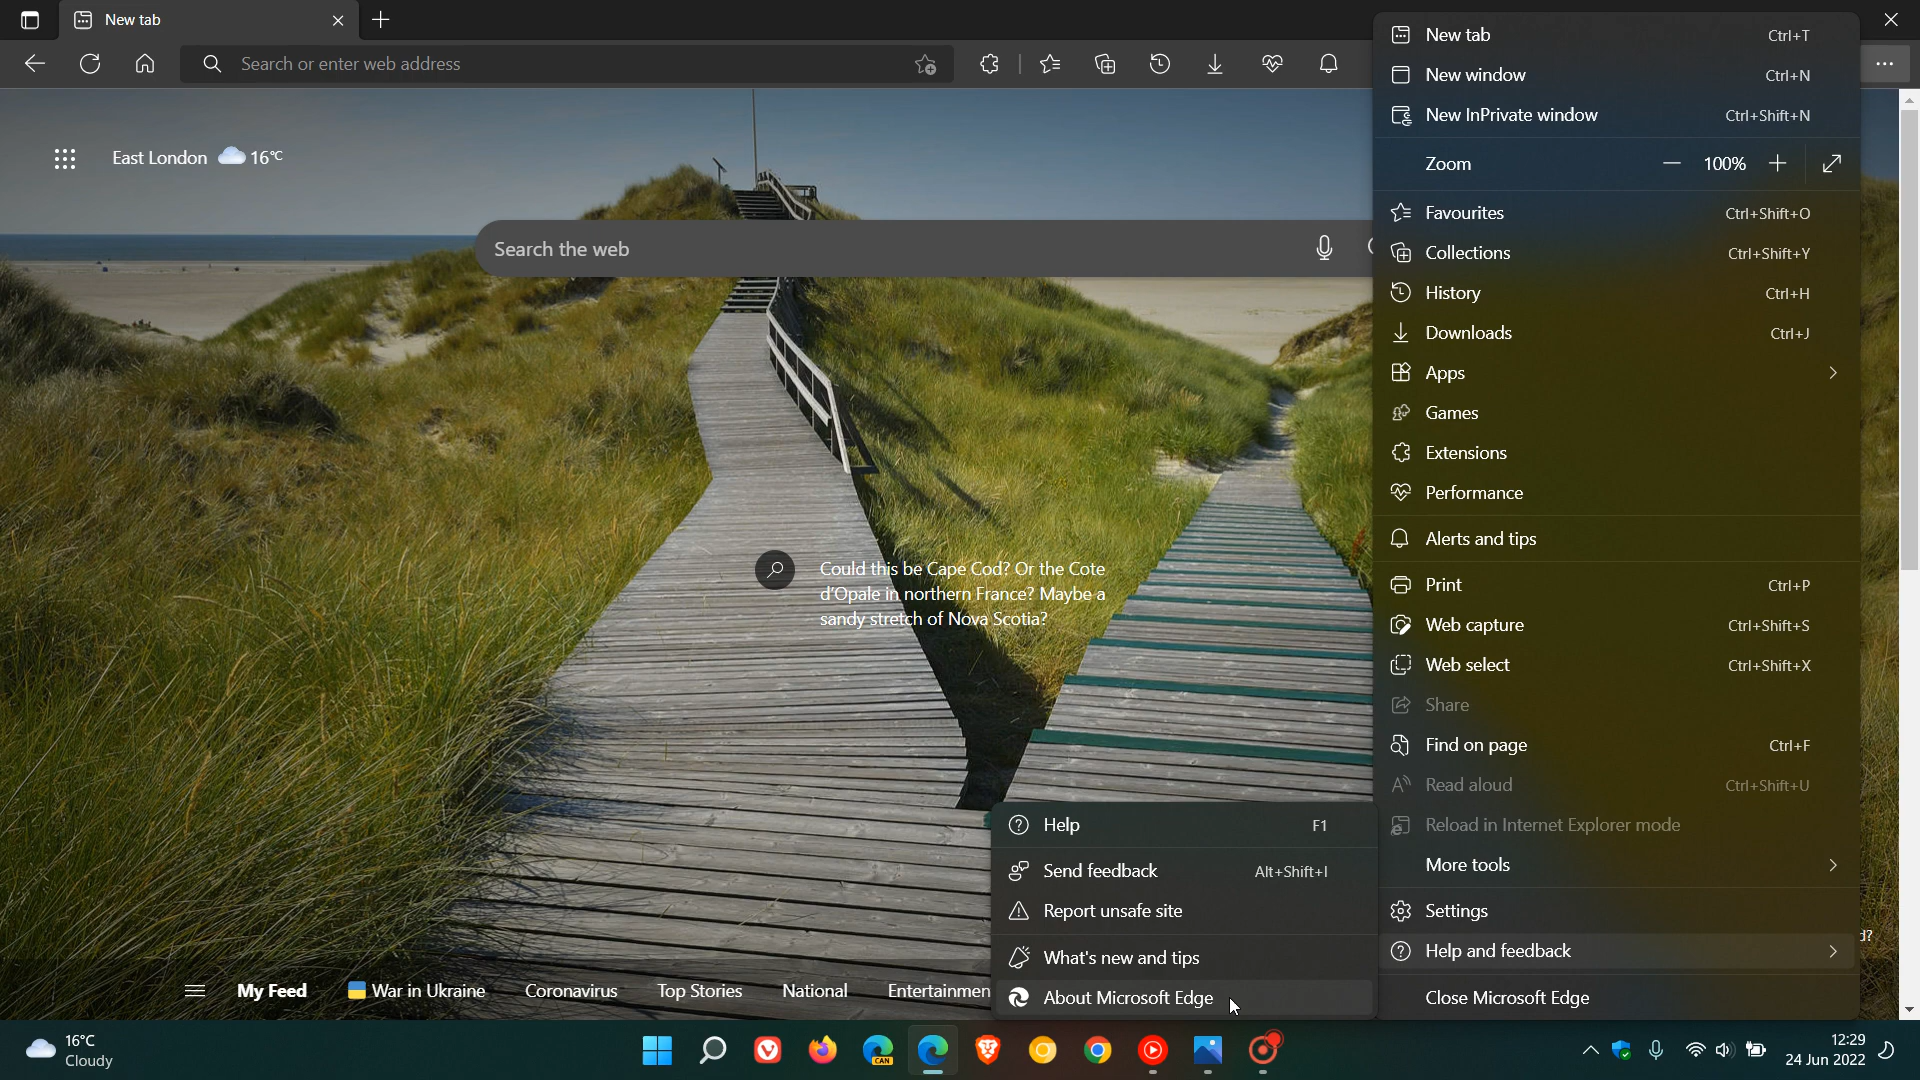 New tab
Search or enter web address
East London 16°C
Search the web
Could this be Cape Cod? Or the Cote
d'Opale in northern France? Maybe a
sandy stretch of Nova Scotia?
My Feed War in Ukraine Coronavirus Top Stories National Entertainmen
New tab Ctrl+T
New window Ctrl+N
New InPrivate window Ctrl+Shift+N
Zoom 100%
Favourites Ctrl+Shift+O
Collections Ctrl+Shift+Y
History Ctrl+H
Downloads Ctrl+J
Apps
Games
Extensions
Performance
Alerts and tips
Print Ctrl+P
Web capture Ctrl+Shift+S
Web select Ctrl+Shift+X
Share
Find on page Ctrl+F
Read aloud Ctrl+Shift+U
Reload in Internet Explorer mode
More tools
Settings
Help and feedback
Close Microsoft Edge
Help F1
Send feedback Alt+Shift+I
Report unsafe site
What's new and tips
About Microsoft Edge
16°C
Cloudy
CAN
12:29
24 Jun 2022